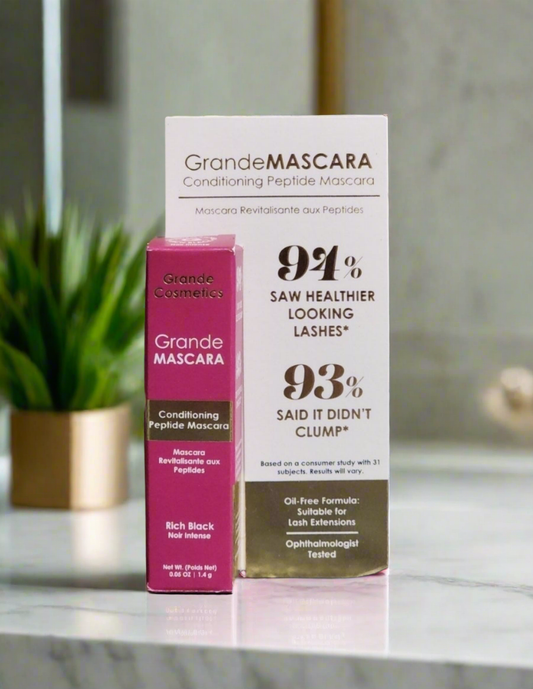 GrandeMASCARA
Conditioning Peptide Mascara
Mascara Revitalisante aux Peptides
94%
SAW HEALTHIER
LOOKING
LASHES*
93%
SAID IT DIDN'T
CLUMP*
Based on a consumer study with 31
subjects. Results will vary.
Oil-Free Formula:
Suitable for
Lash Extensions
Ophthalmologist
Tested
Grande
Cosmetics
Grande
MASCARA
Conditioning
Peptide Mascara
Mascara
Revitalisante aux
Peptides
Rich Black
Noir Intense
Net Wt. (Poids Net)
0.05 OZ | 1.4 g